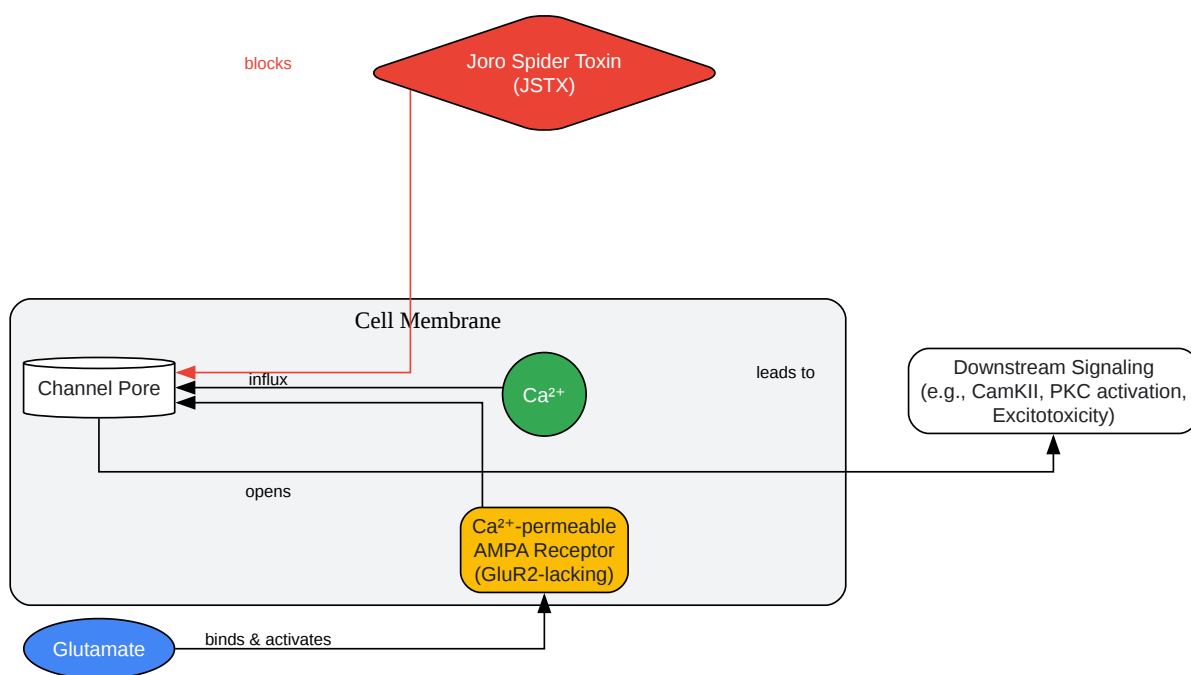 blocks
Joro Spider Toxin
(JSTX)
Cell Membrane
Channel Pore
influx
Ca²⁺
leads to
Downstream Signaling
(e.g., CamKII, PKC activation,
Excitotoxicity)
opens
Ca²⁺-permeable
AMPA Receptor
(GluR2-lacking)
Glutamate
binds & activates